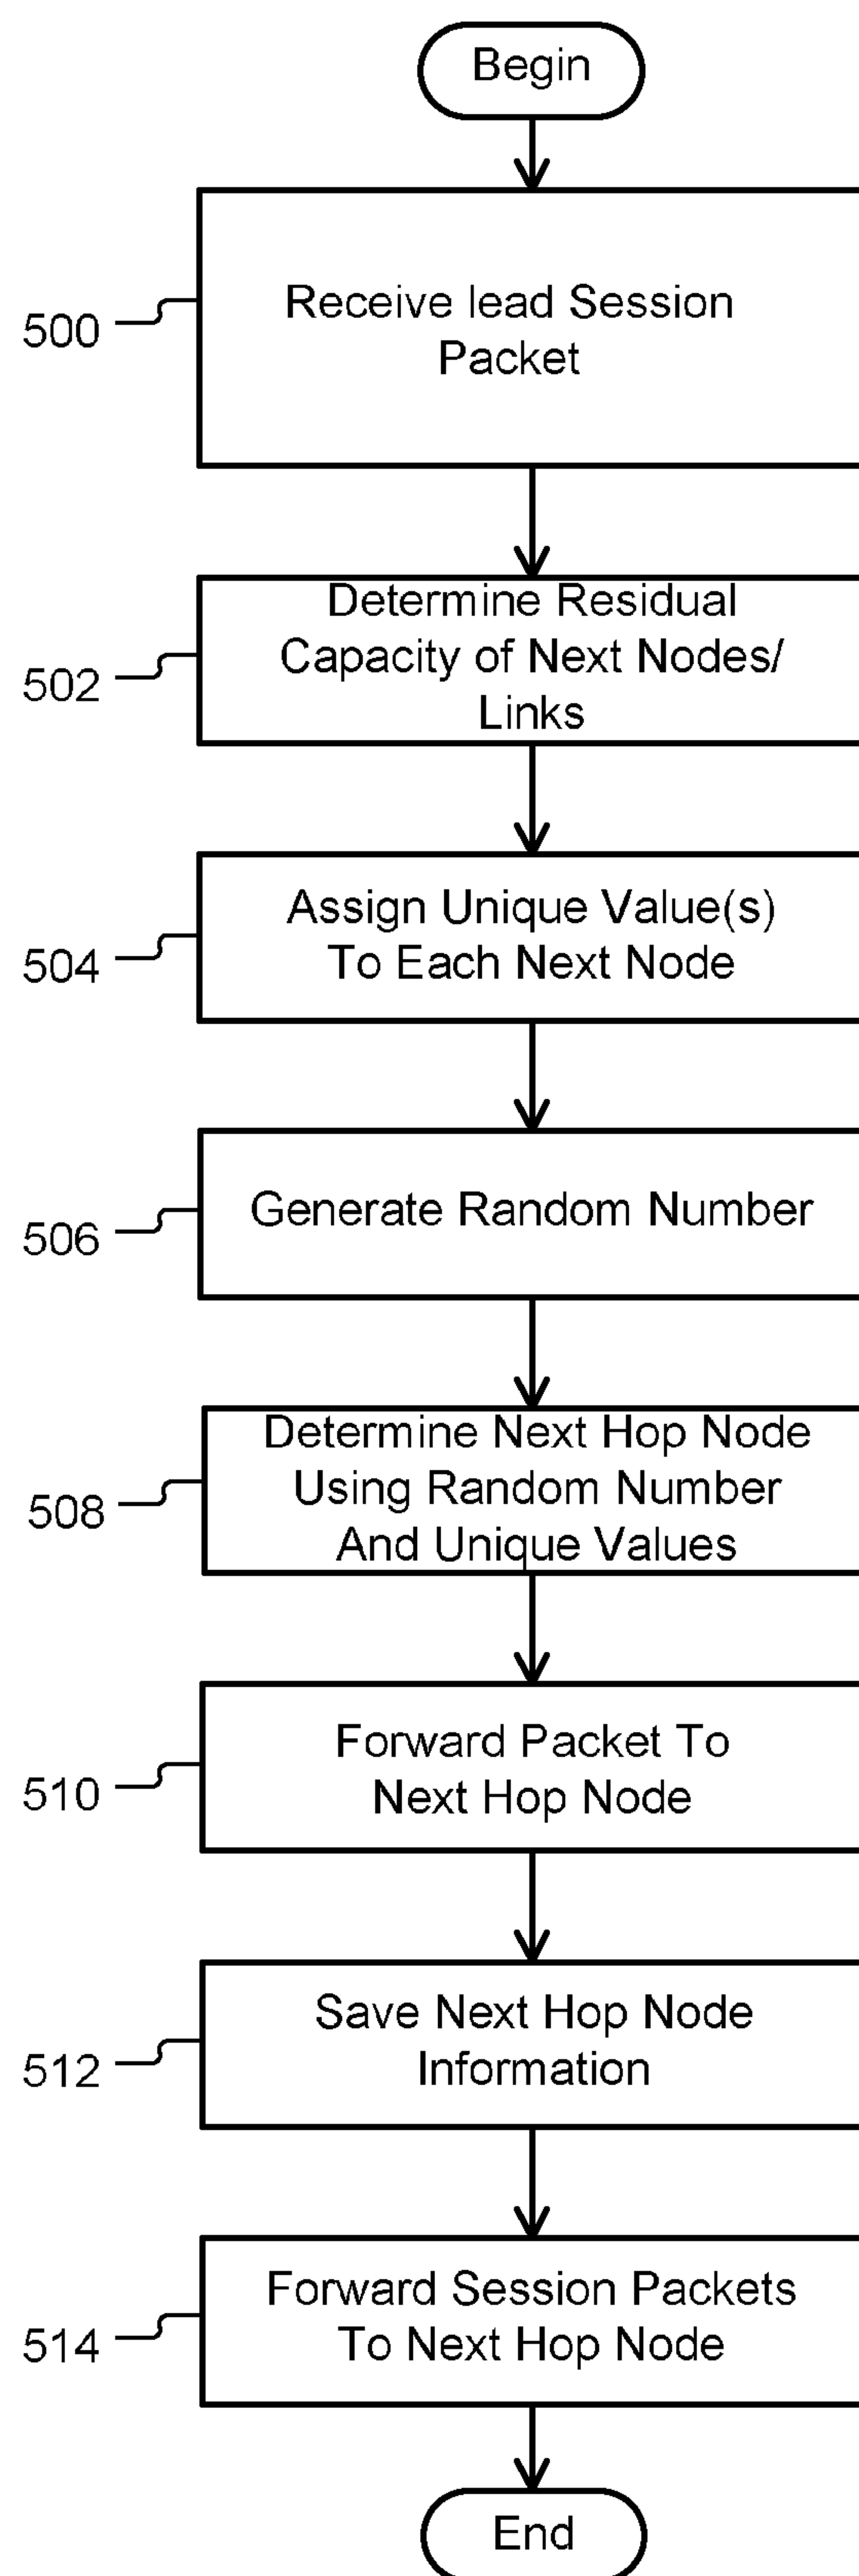 Begin
Receive lead Session
Packet
500
Determine Residual
Capacity of Next Nodes/
Links
502
Assign Unique Value(s)
To Each Next Node
504
Generate Random Number
506
Determine Next Hop Node
Using Random Number
And Unique Values
508
Forward Packet To
Next Hop Node
510
Save Next Hop Node
Information
512
Forward Session Packets
To Next Hop Node
514
End